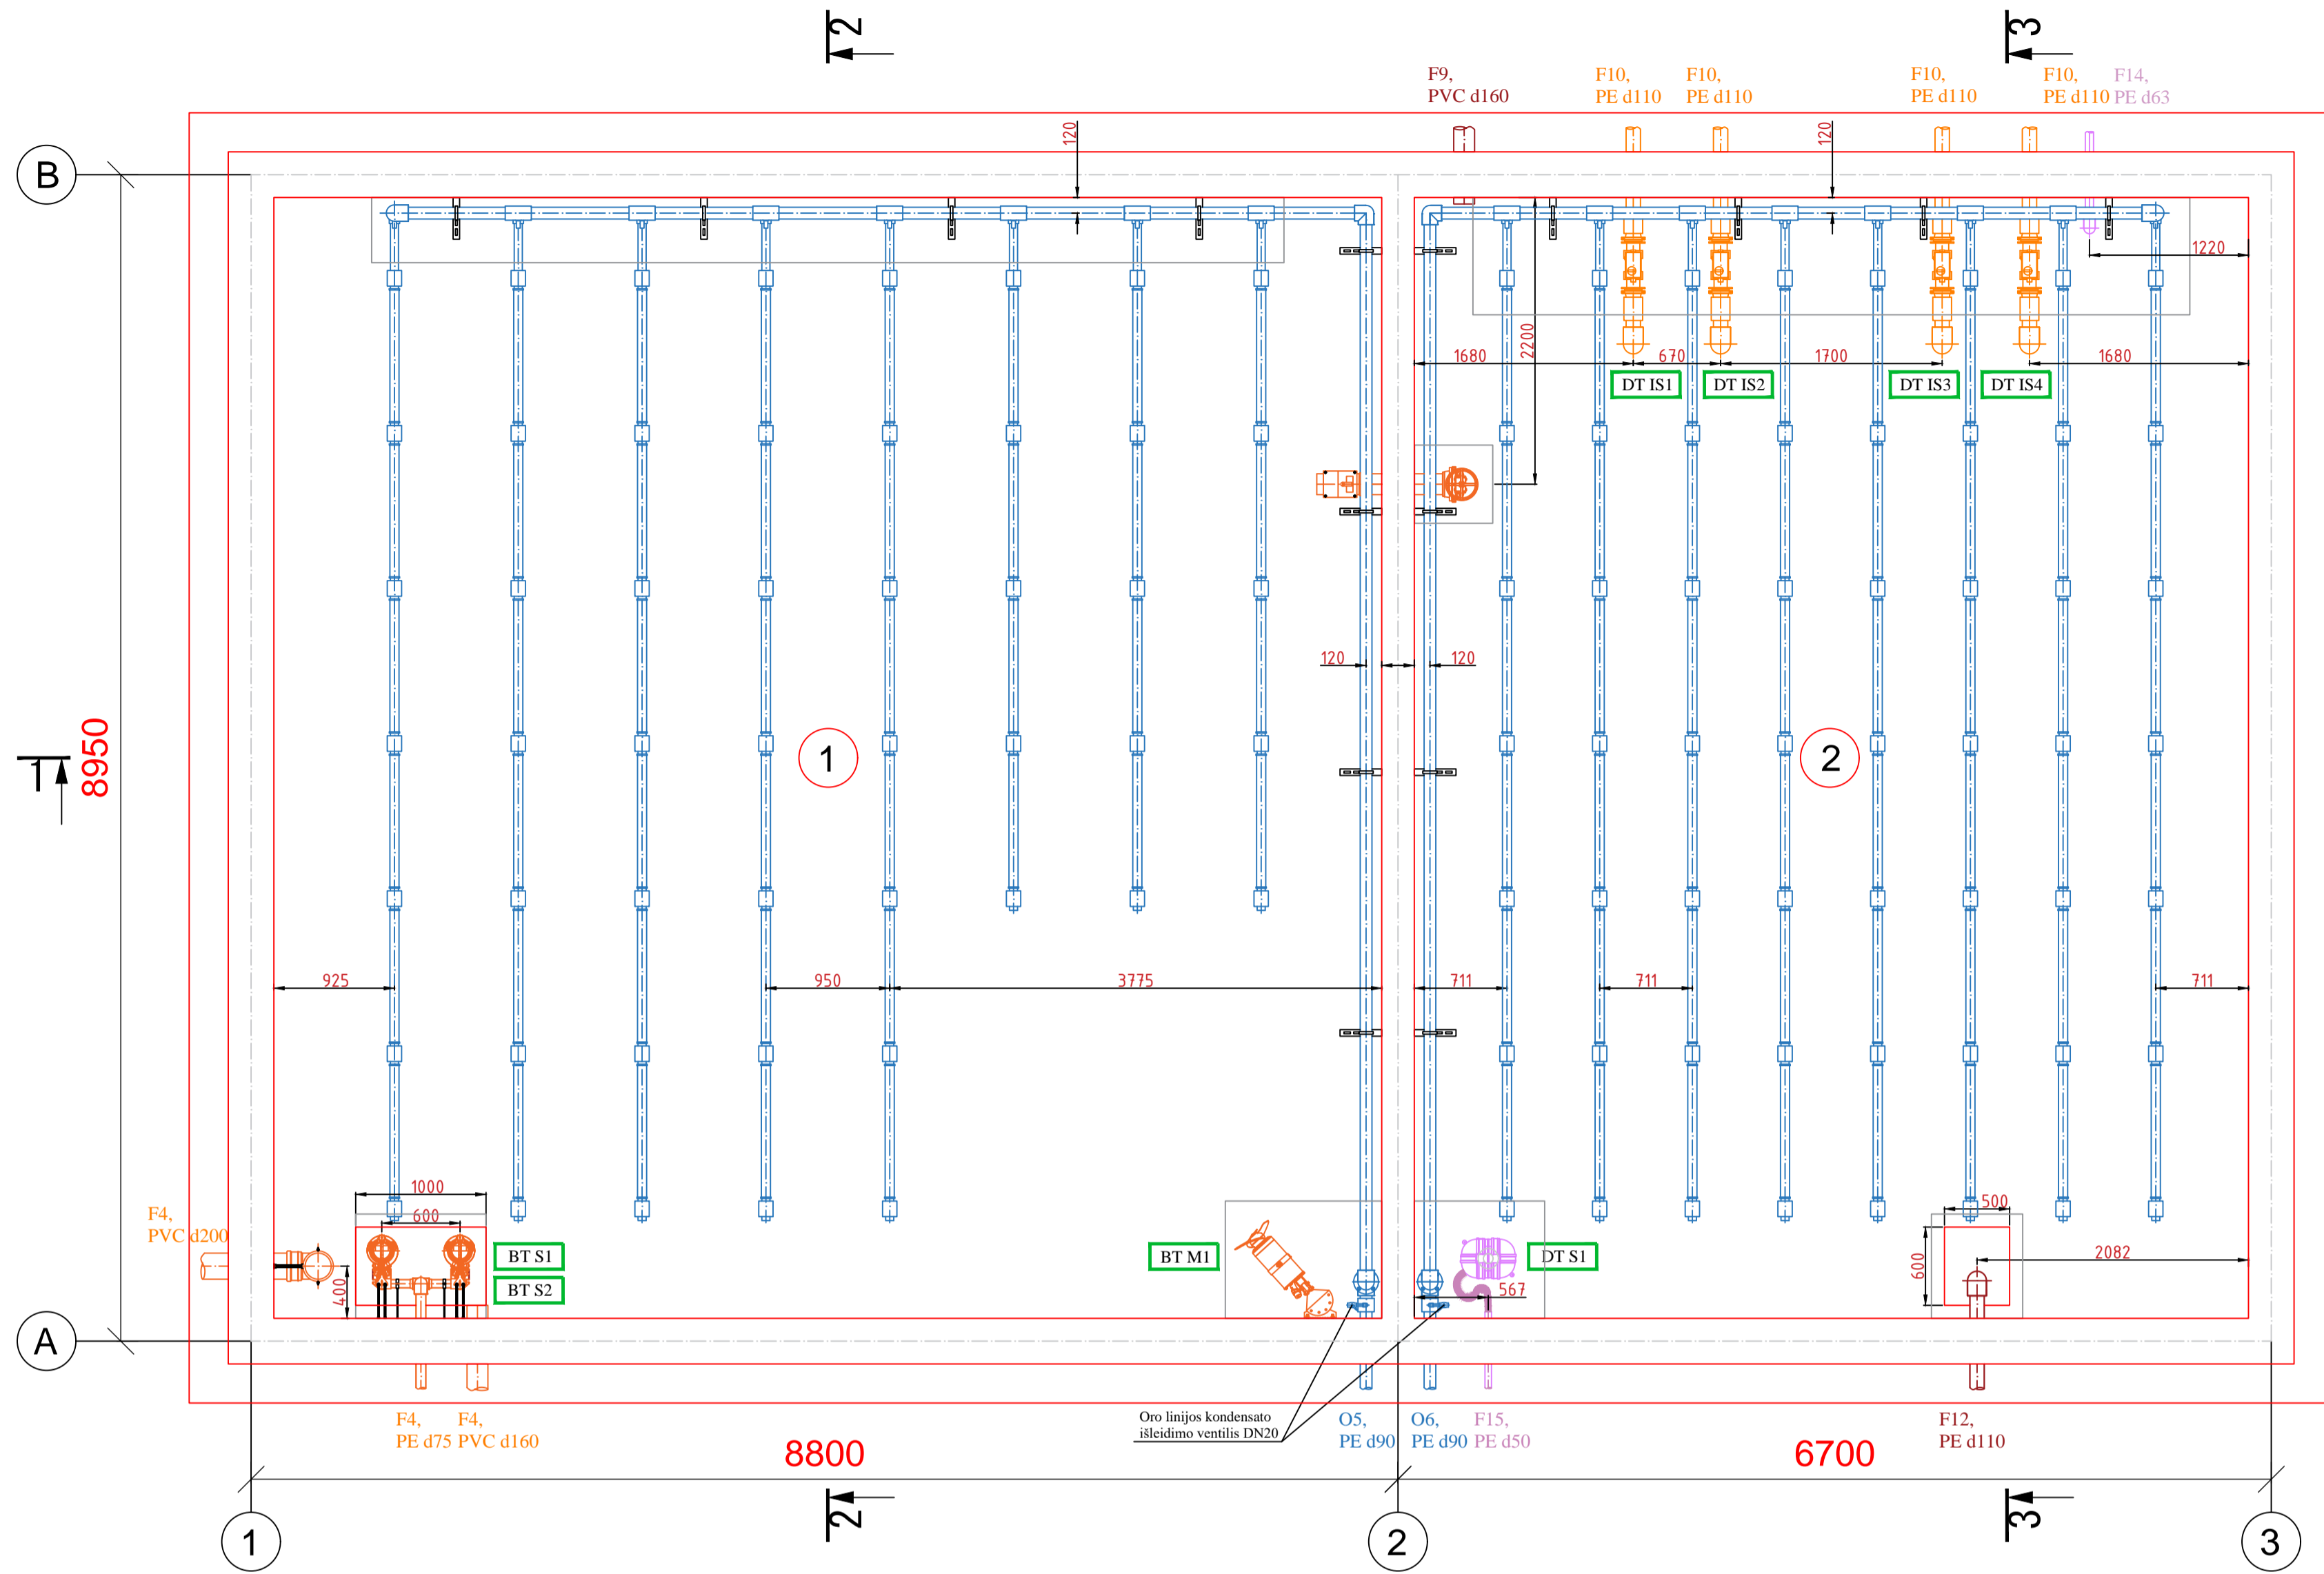 2
3
F9,
PVC d160
F10,
PE d110
F10,
PE d110
F10,
PE d110
F10,
PE d110
F14,
PE d63
120
120
B
1220
2200
1680
670
1700
1680
DT IS1
DT IS2
DT IS3
DT IS4
120
120
1
8950
1
2
925
950
3775
711
711
711
1000
600
500
F4,
PVC d200
BT S1
BT S2
400
BT M1
DT S1
567
600
2082
A
F4,
PE d75
F4,
PVC d160
Oro linijos kondensato
išleidimo ventilis DN20
O5,
PE d90
O6,
PE d90
F15,
PE d50
F12,
PE d110
8800
6700
2
3
1
2
3